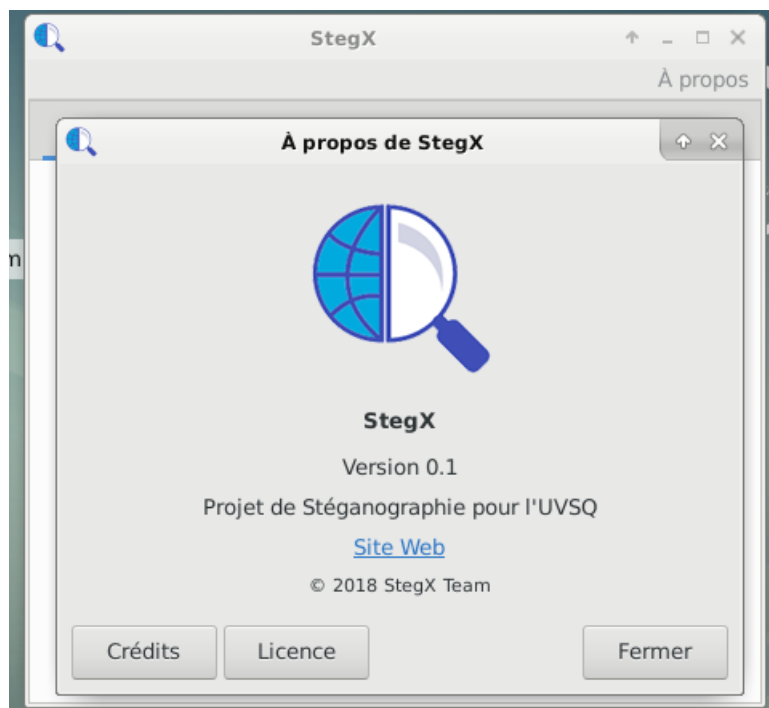 StegX
À propos
À propos de StegX
m
StegX
Version 0.1
Projet de Stéganographie pour l'UVSQ
Site Web
© 2018 StegX Team
Crédits Licence Fermer